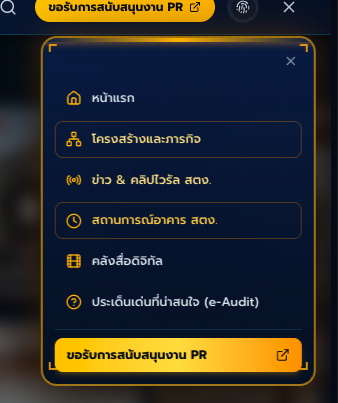 ขอรับการสนับสนุนงาน PR
หน้าแรก
โครงสร้างและภารกิจ
ข่าว & คลิปไวรัล สตง.
สถานการณ์อาคาร สตง.
คลังสื่อดิจิทัล
ประเด็นเด่นที่น่าสนใจ (e-Audit)
ขอรับการสนับสนุนงาน PR